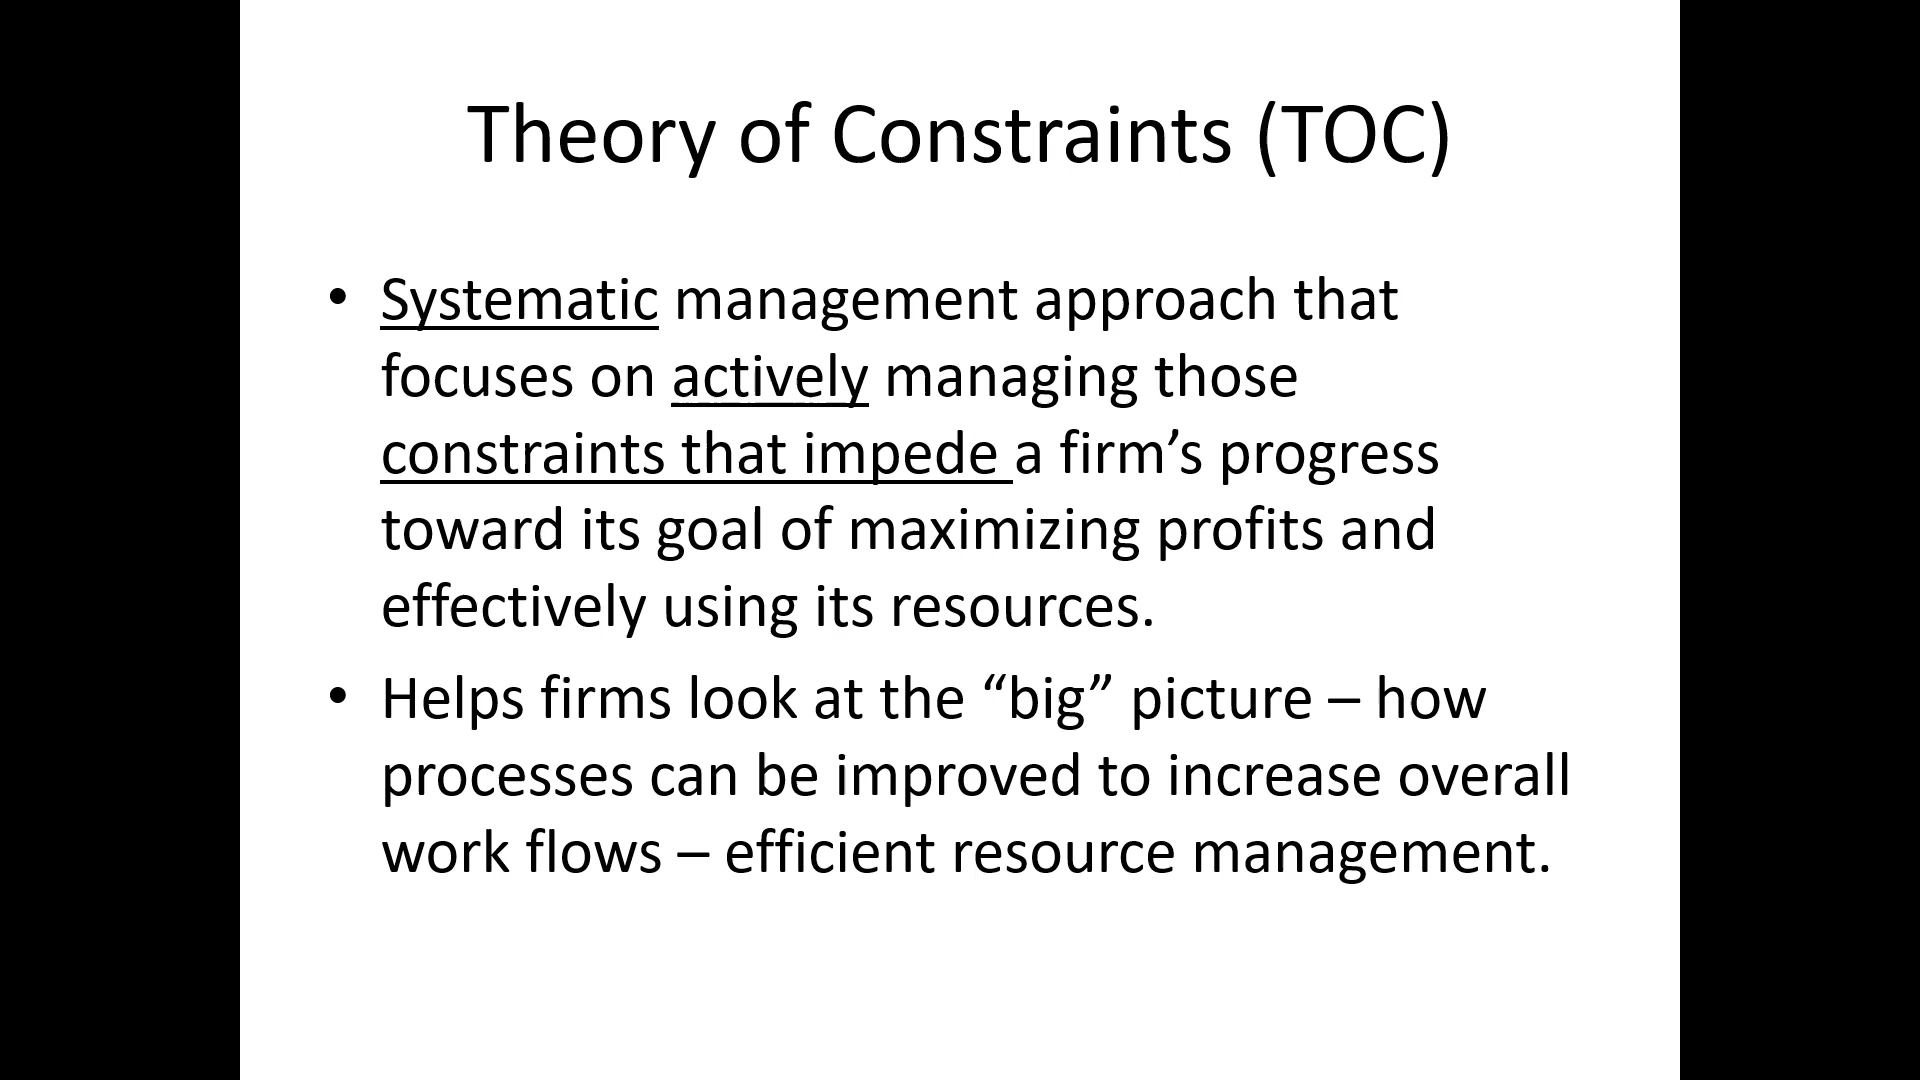 Theory of Constraints (TOC)
• Systematic management approach that
focuses on actively managing those
constraints that impede a firm’s progress
toward its goal of maximizing profits and
effectively using its resources.
• Helps firms look at the “big” picture – how
processes can be improved to increase overall
work flows – efficient resource management.